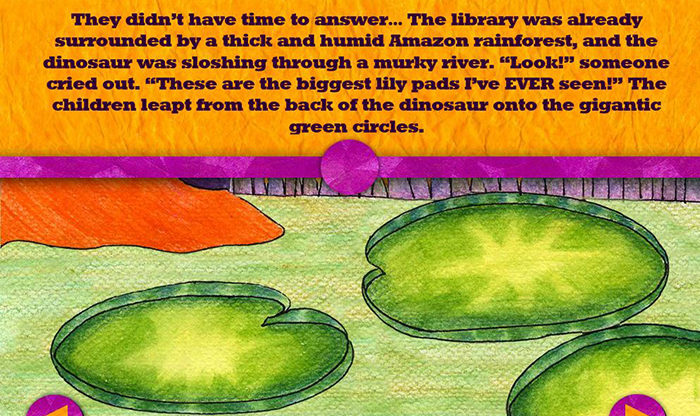 They didn’t have time to answer... The library was already
surrounded by a thick and humid Amazon rainforest, and the
dinosaur was sloshing through a murky river. “Look!” someone
cried out. “These are the biggest lily pads I’ve EVER seen!” The
children leapt from the back of the dinosaur onto the gigantic
green circles.